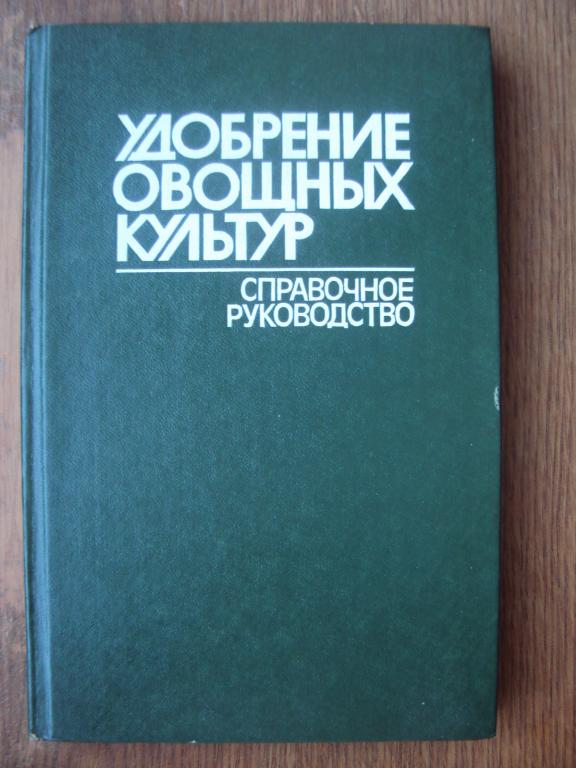 УДОБРЕНИЕ
ОВОЩНЫХ
КУЛЬТУР
СПРАВОЧНОЕ
РУКОВОДСТВО